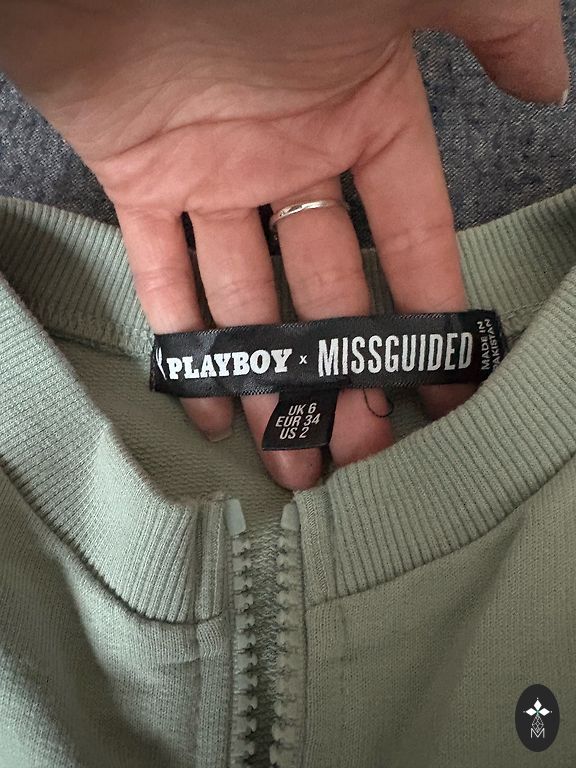 PLAYBOY x MISSGUIDED
MADE IN
PAKISTAN
UK 6
EUR 34
US 2
M